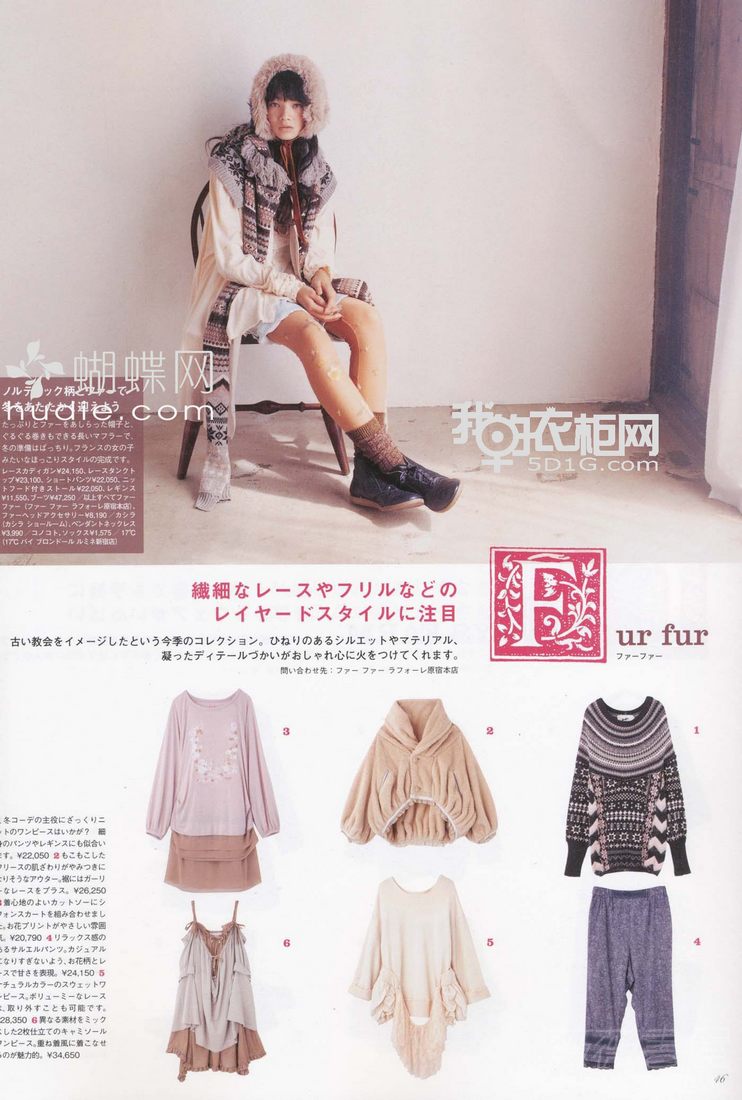 蝴蝶网
hudie.net
我的衣柜网
5D1G.com
ノルディック柄とファーで
冬をあたたかく迎えよう
たっぷりとファーをあしらった帽子と、
ぐるぐる巻きもできる長いマフラーで、
冬の準備はばっちり。フランスの女の子
みたいなほっこりスタイルの完成です。
レースカーディガン¥24,150、レースタンクト
ップ¥23,100、ショートパンツ¥22,050、ニッ
トフード付きストール¥22,050、レギンス
¥11,550、ブーツ¥47,250／以上すべてファー
ファー（ファー ファー ラフォーレ原宿本店）、
ファーヘッドアクセサリー¥8,190／カシラ
（カシラ ショールーム）、ペンダントネックレス
¥3,990／コノコト、ソックス¥1,575／17℃
（17℃ バイ ブロンドール ルミネ新宿店）
繊細なレースやフリルなどの
レイヤードスタイルに注目
古い教会をイメージしたという今季のコレクション。ひねりのあるシルエットやマテリアル、
凝ったディテールづかいがおしゃれ心に火をつけてくれます。
問い合わせ先：ファー ファー ラフォーレ原宿本店
Fur fur
ファーファー
3
2
1
6
5
4
冬コーデの主役にざっくりニ
ットのワンピースはいかが？ 細
身のパンツやレギンスにも似合い
ます。¥22,050 2 もこもこした
フリースの肌ざわりがやみつきに
なりそうなアウター。裾にはガーリ
ーなレースをプラス。¥26,250
3 着心地のよいカットソーにシ
フォンスカートを組み合わせまし
た。お花プリントがやさしい雰囲
気。¥20,790 4 リラックス感の
あるサルエルパンツ。カジュアル
になりすぎないよう、お花柄とレ
ースで甘さを表現。¥24,150 5
ナチュラルカラーのスウェットワ
ンピース。ボリューミーなレース
は、取り外すことも可能です。
¥28,350 6 異なる素材をミック
スした2枚仕立てのキャミソール
ワンピース。重ね着風に着こなせ
るのが魅力的。¥34,650
46